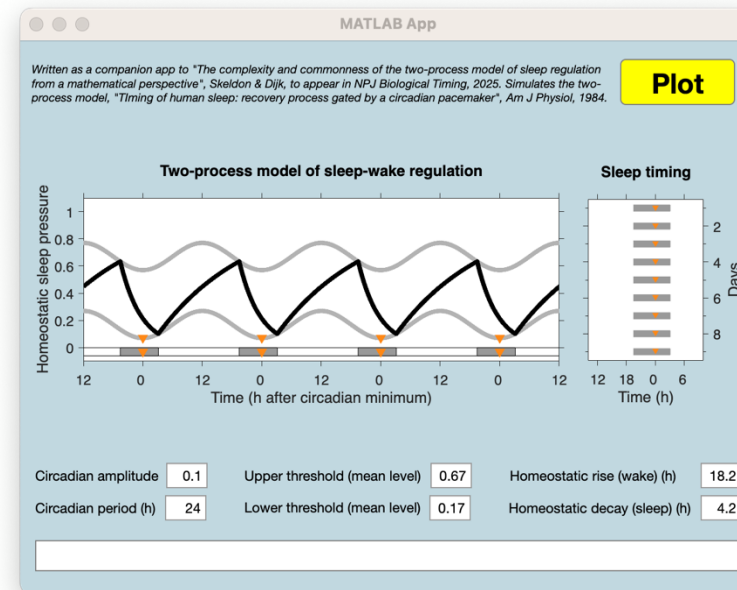 MATLAB App
Written as a companion app to "The complexity and commonness of the two-process model of sleep regulation
from a mathematical perspective", Skeldon & Dijk, to appear in NPJ Biological Timing, 2025. Simulates the two-
process model, "TIming of human sleep: recovery process gated by a circadian pacemaker", Am J Physiol, 1984.
Plot
Two-process model of sleep-wake regulation
Homeostatic sleep pressure
1
0.8
0.6
0.4
0.2
0
12 0 12 0 12 0 12 0 12
Time (h after circadian minimum)
Sleep timing
2
4
6
8
Days
12 18 0 6
Time (h)
Circadian amplitude 0.1 Upper threshold (mean level) 0.67 Homeostatic rise (wake) (h) 18.2
Circadian period (h) 24 Lower threshold (mean level) 0.17 Homeostatic decay (sleep) (h) 4.2